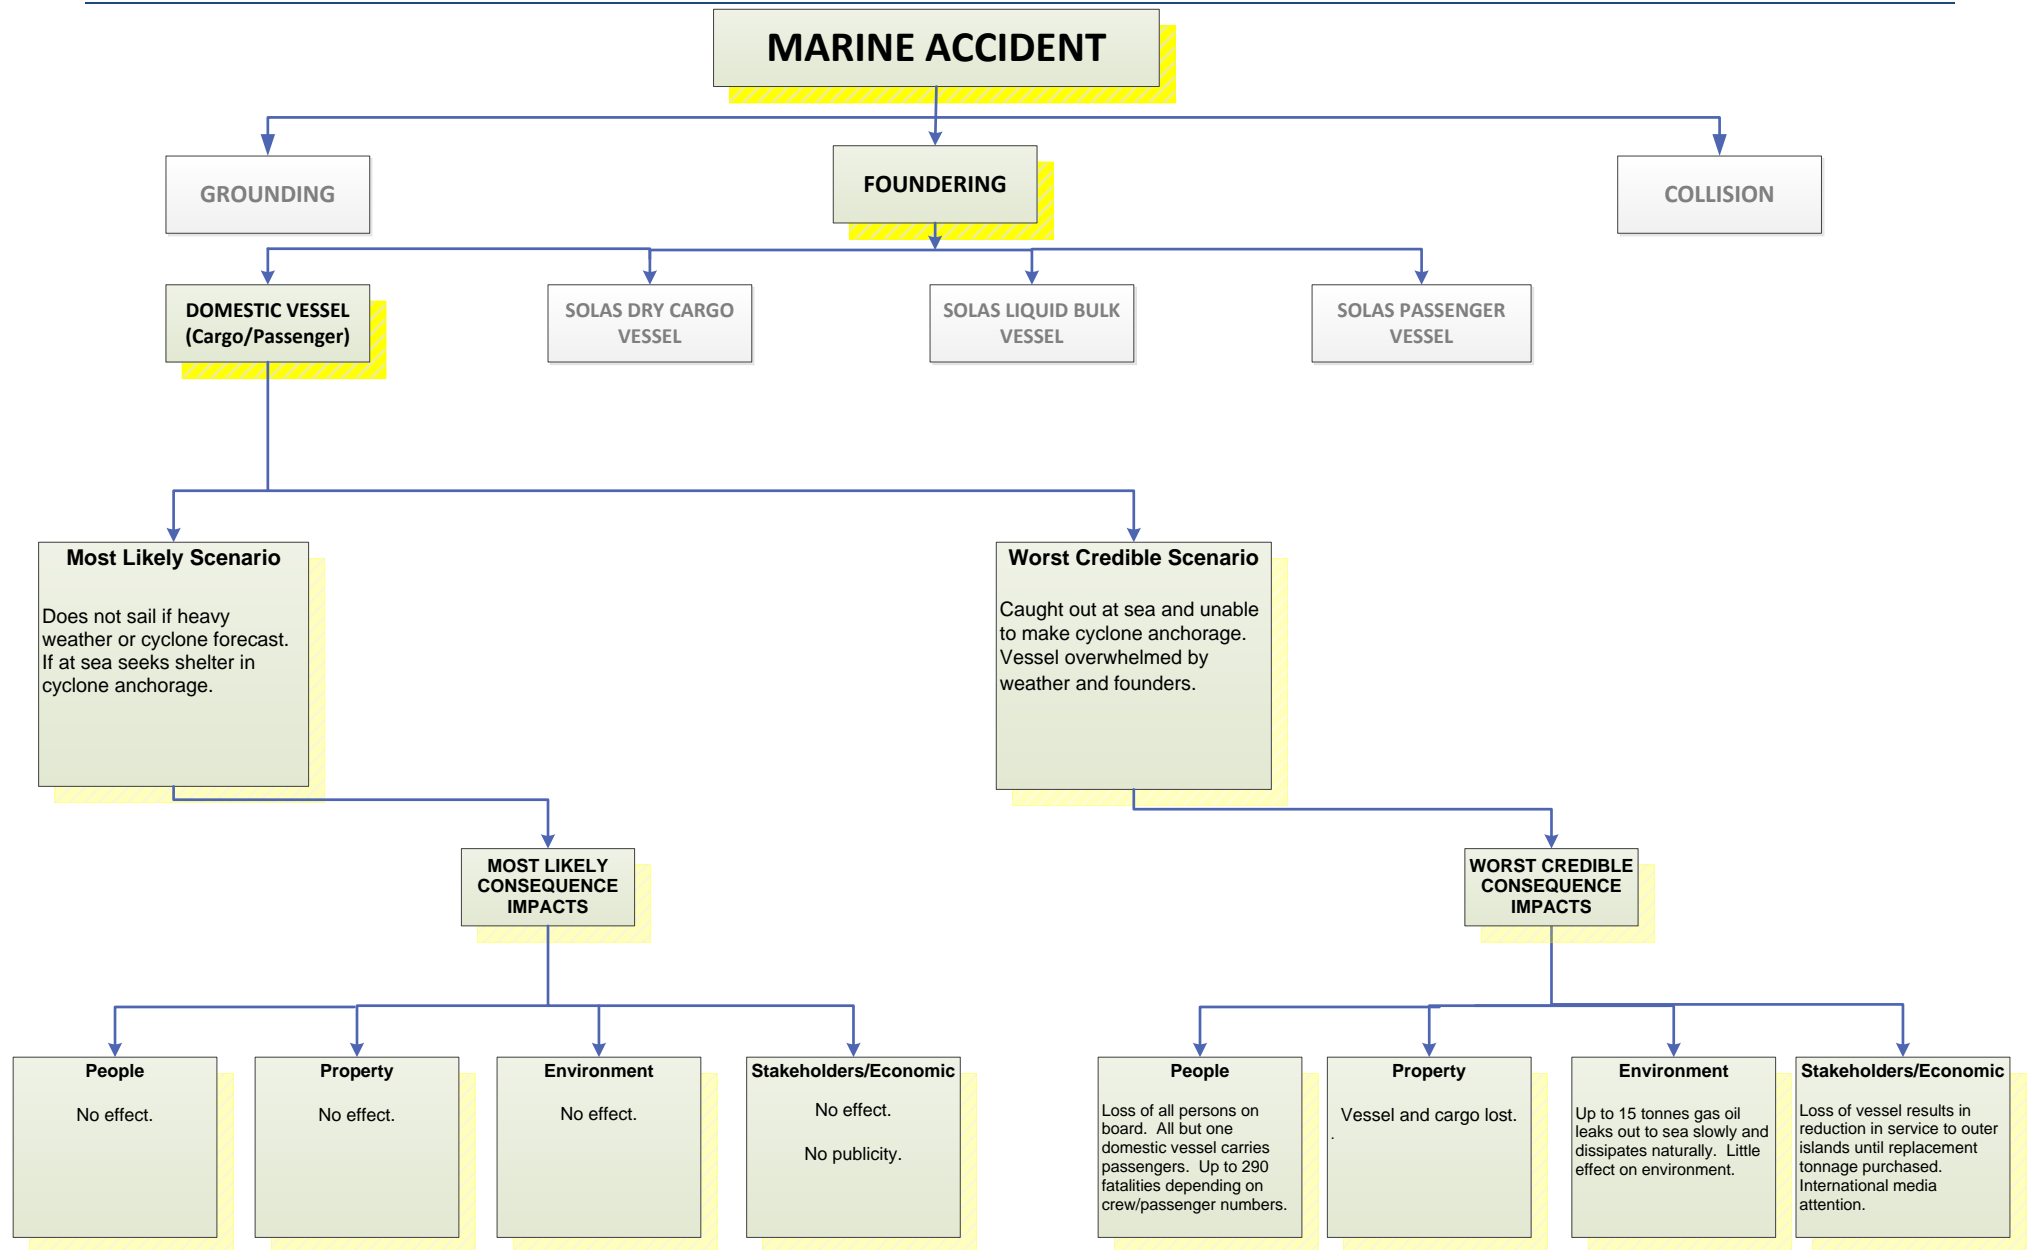 MARINE ACCIDENT
GROUNDING
FOUNDERING
COLLISION
DOMESTIC VESSEL
(Cargo/Passenger)
SOLAS DRY CARGO
VESSEL
SOLAS LIQUID BULK
VESSEL
SOLAS PASSENGER
VESSEL
Most Likely Scenario
Does not sail if heavy
weather or cyclone forecast.
If at sea seeks shelter in
cyclone anchorage.
Worst Credible Scenario
Caught out at sea and unable
to make cyclone anchorage.
Vessel overwhelmed by
weather and founders.
MOST LIKELY
CONSEQUENCE
IMPACTS
WORST CREDIBLE
CONSEQUENCE
IMPACTS
People
No effect.
Property
No effect.
Environment
No effect.
Stakeholders/Economic
No effect.
No publicity.
People
Loss of all persons on
board.  All but one
domestic vessel carries
passengers.  Up to 290
fatalities depending on
crew/passenger numbers.
Property
Vessel and cargo lost.
.
Environment
Up to 15 tonnes gas oil
leaks out to sea slowly and
dissipates naturally.  Little
effect on environment.
Stakeholders/Economic
Loss of vessel results in
reduction in service to outer
islands until replacement
tonnage purchased.
International media
attention.